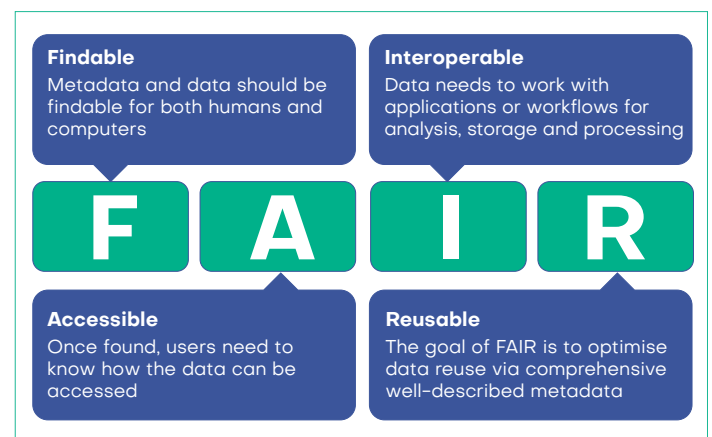 Findable
Metadata and data should be
findable for both humans and
computers
Interoperable
Data needs to work with
applications or workflows for
analysis, storage and processing
F A I R
Accessible
Once found, users need to
know how the data can be
accessed
Reusable
The goal of FAIR is to optimise
data reuse via comprehensive
well-described metadata